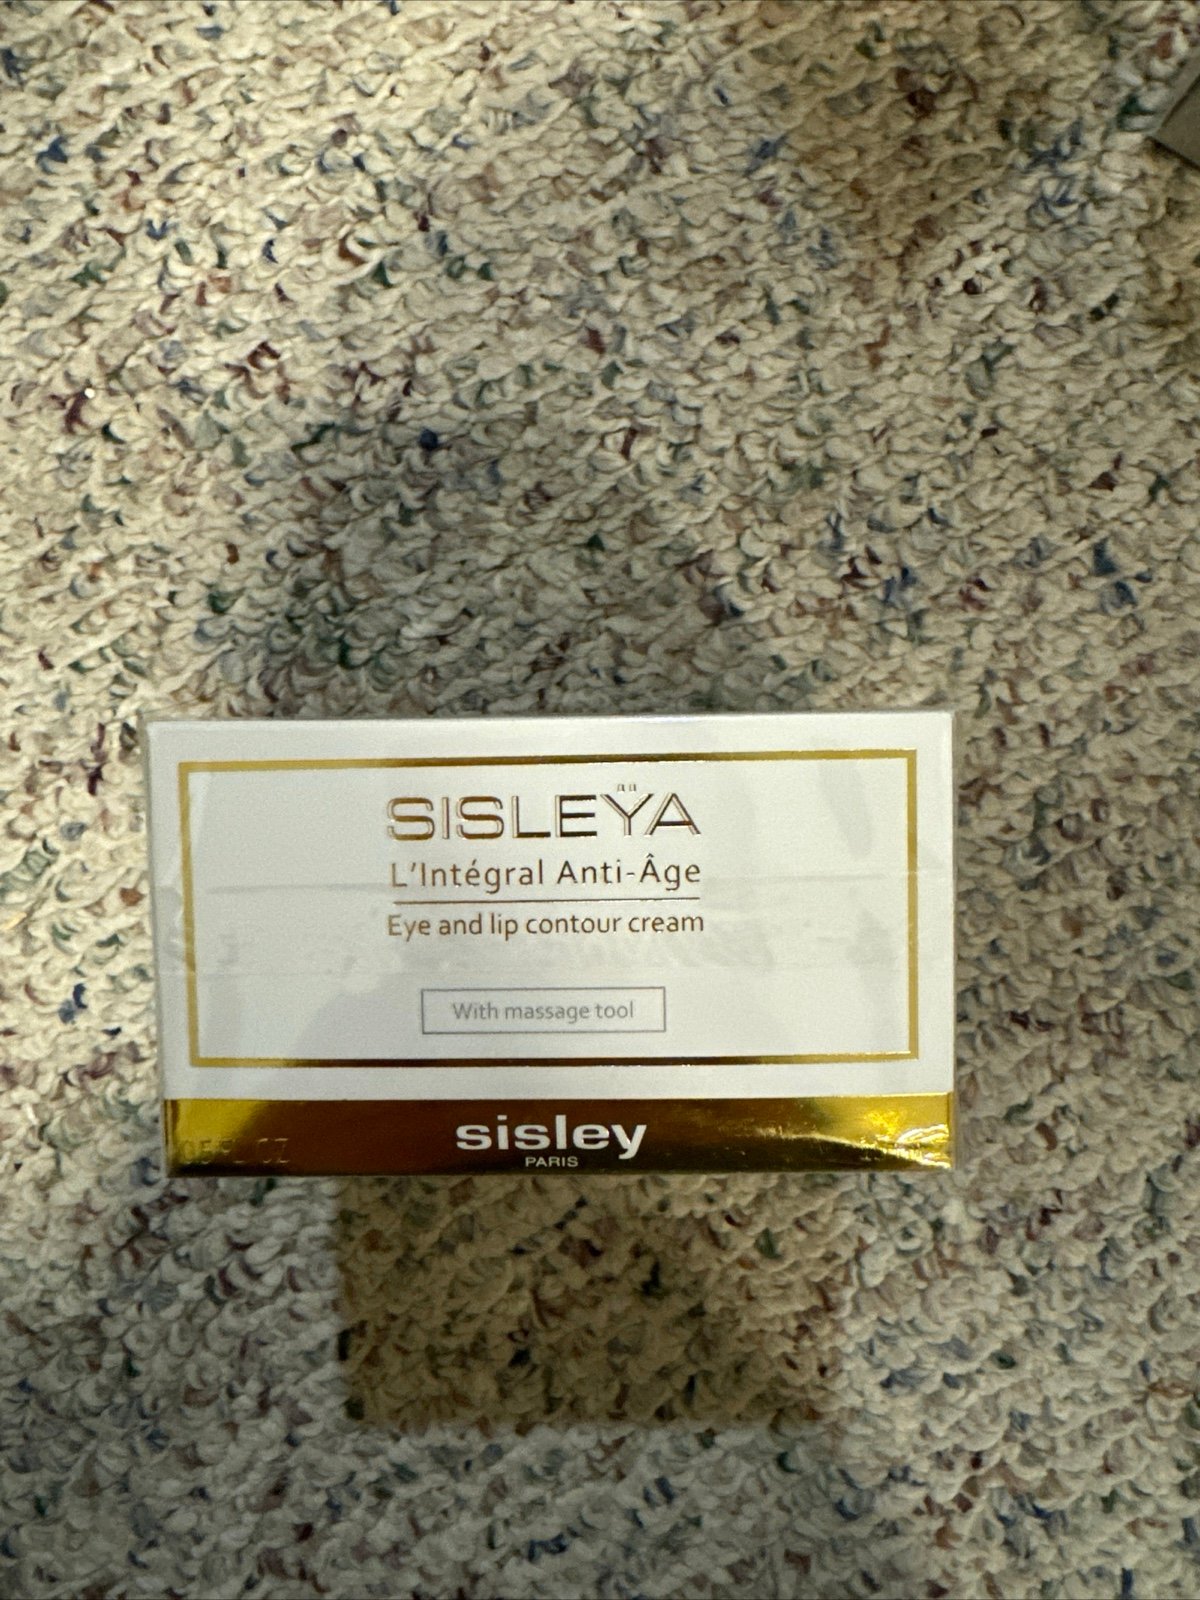 SISLEŸA
L'Intégral Anti-Âge
Eye and lip contour cream
With massage tool
sisley
PARIS